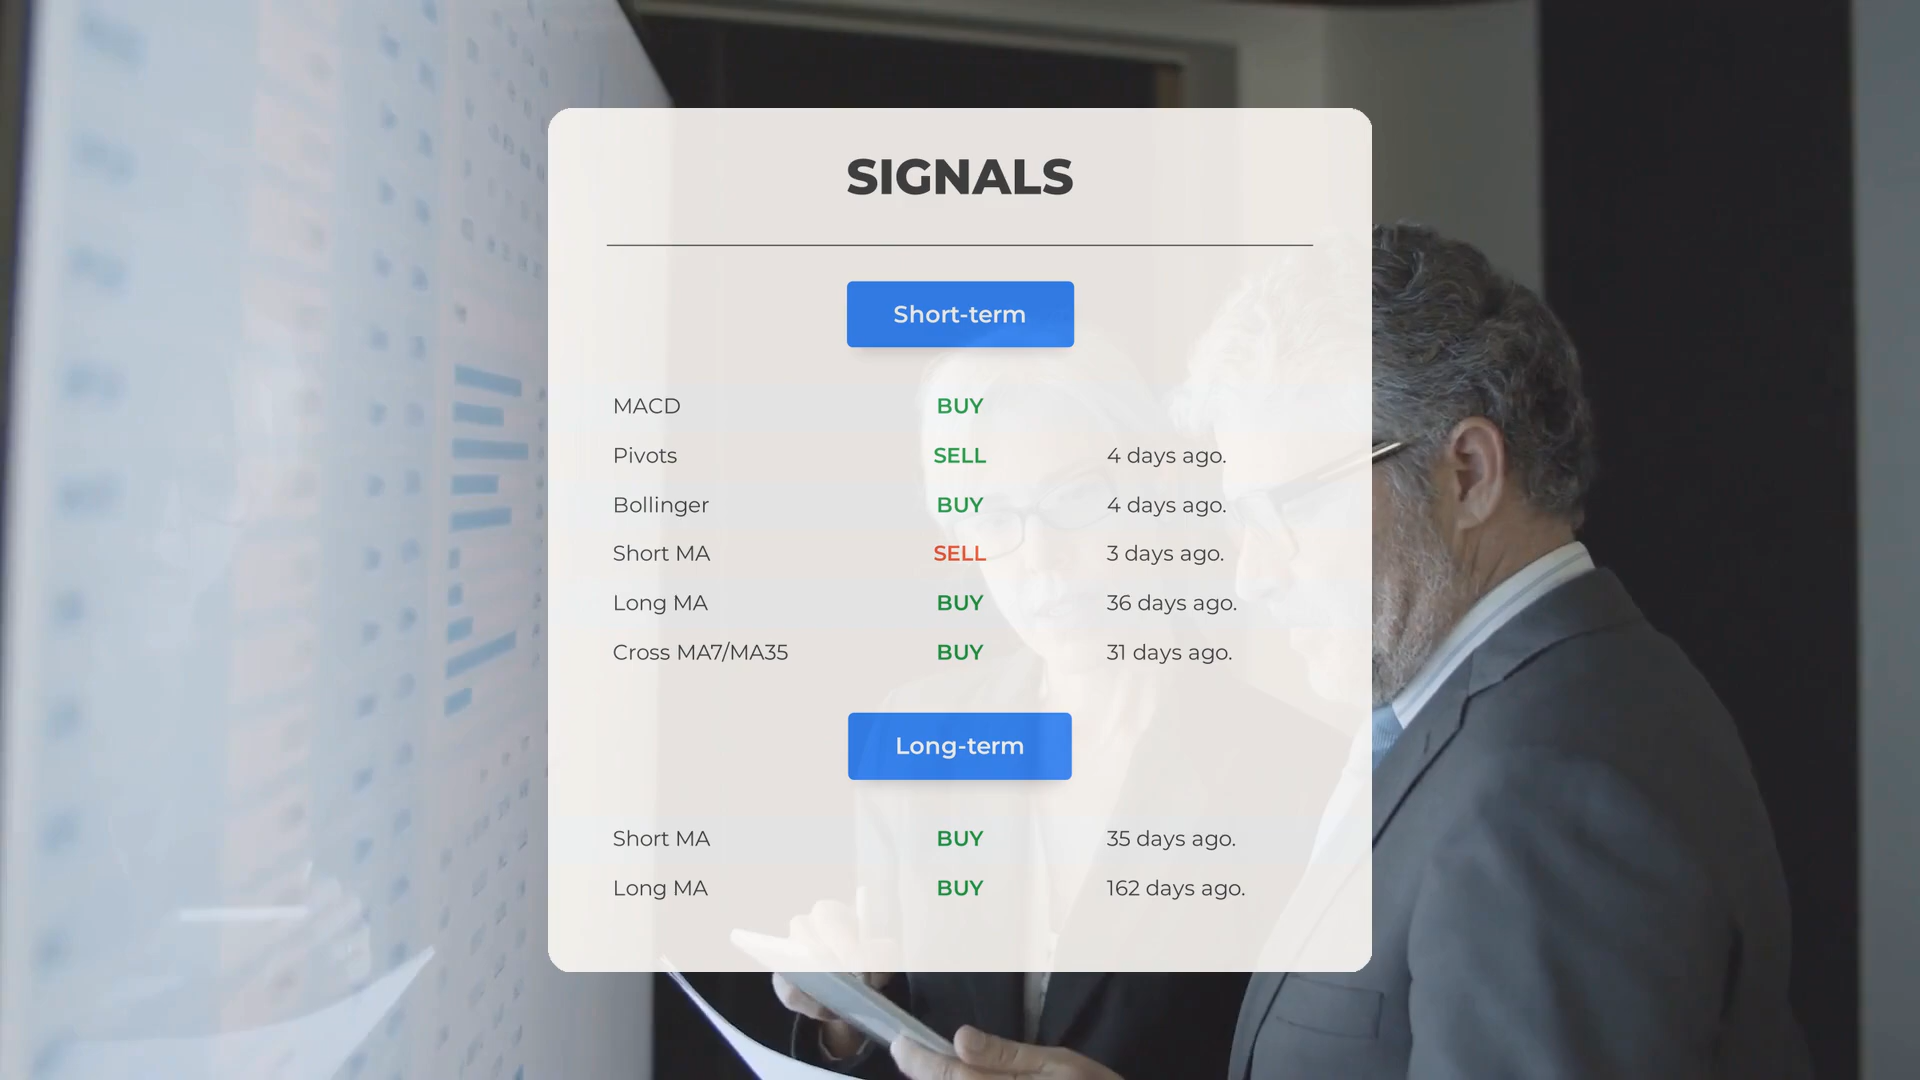 SIGNALS
Short-term
MACD BUY
Pivots SELL 4 days ago.
Bollinger BUY 4 days ago.
Short MA SELL 3 days ago.
Long MA BUY 36 days ago.
Cross MA7/MA35 BUY 31 days ago.
Long-term
Short MA BUY 35 days ago.
Long MA BUY 162 days ago.